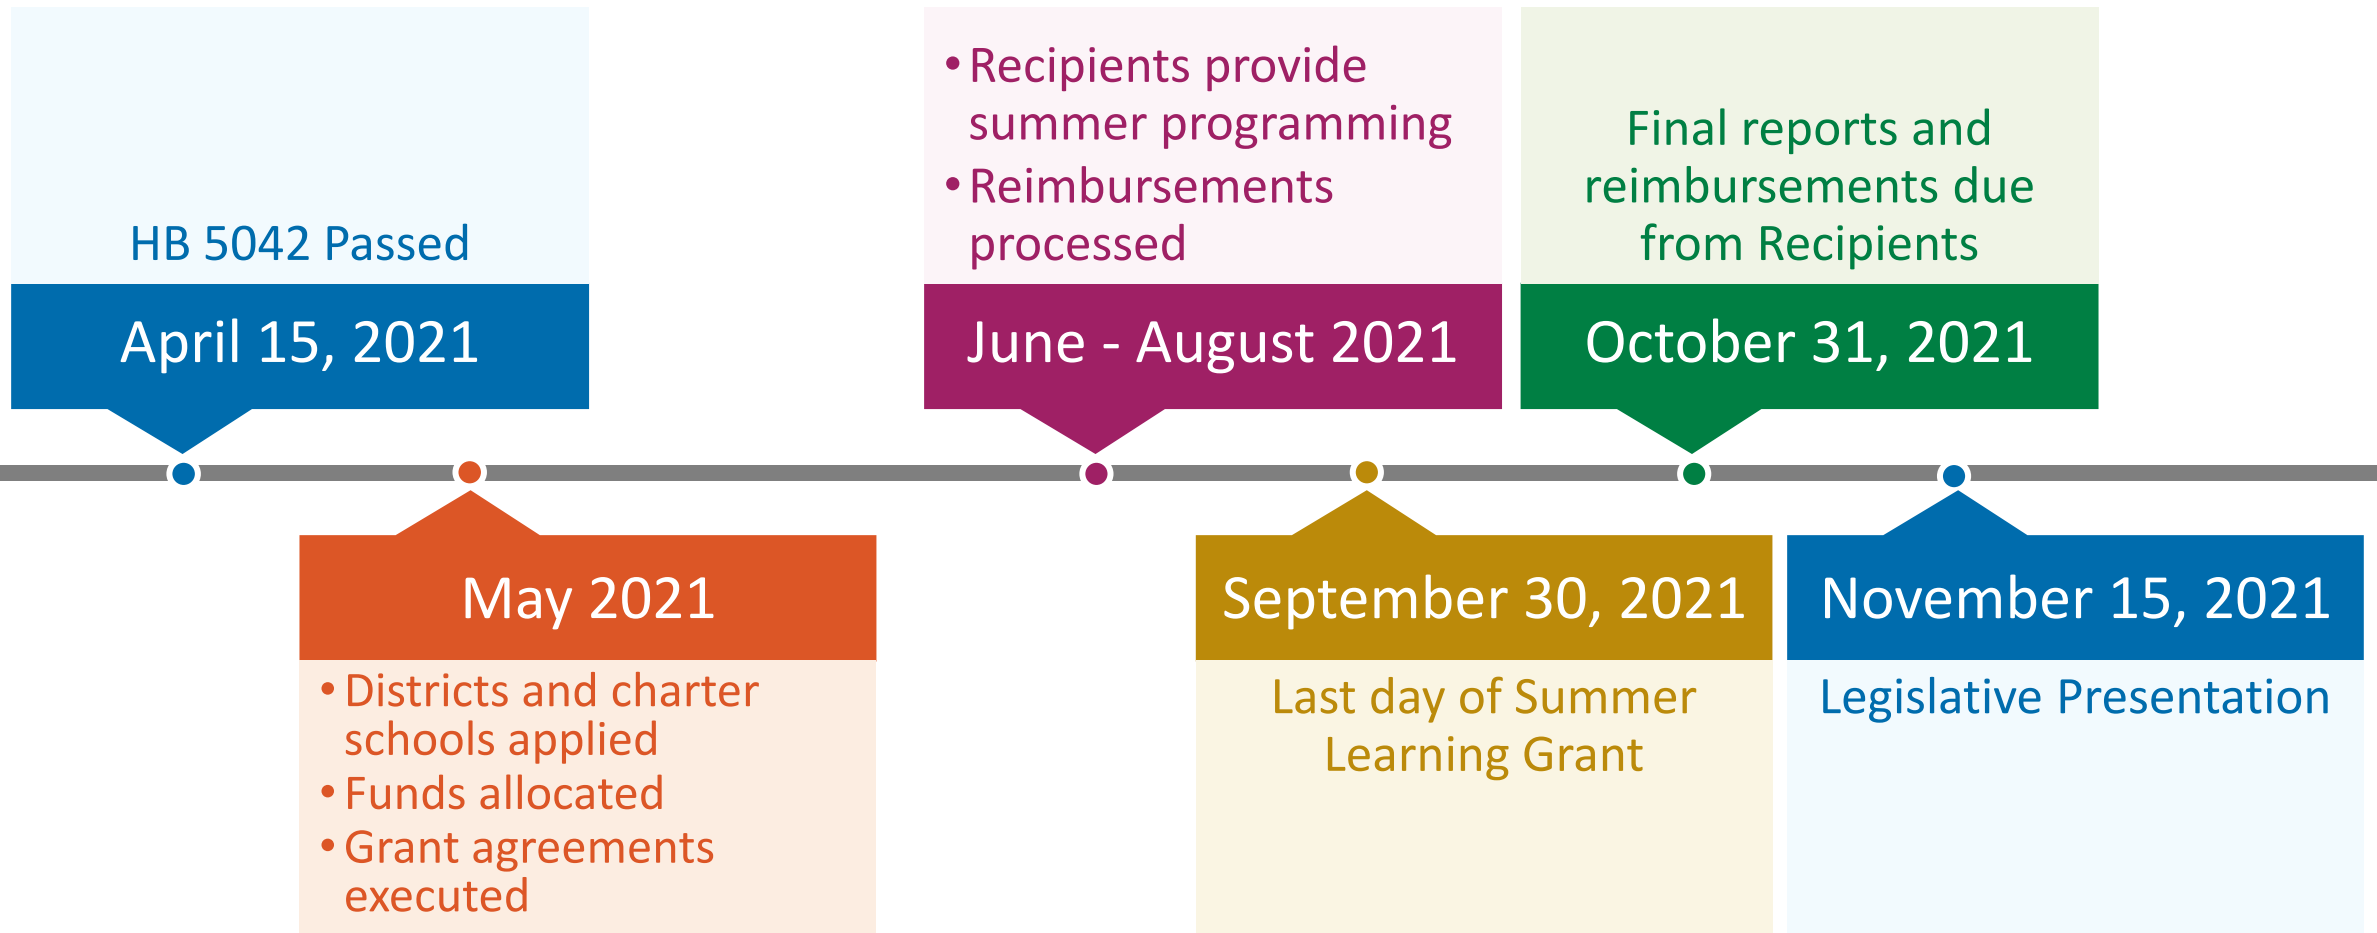 HB 5042 Passed
April 15, 2021
May 2021
• Districts and charter
schools applied
• Funds allocated
• Grant agreements
executed
• Recipients provide
summer programming
• Reimbursements
processed
June - August 2021
September 30, 2021
Last day of Summer
Learning Grant
Final reports and
reimbursements due
from Recipients
October 31, 2021
November 15, 2021
Legislative Presentation